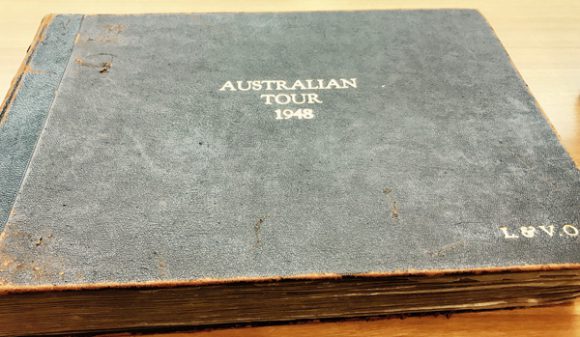 AUSTRALIAN
TOUR
1948
L & V.O